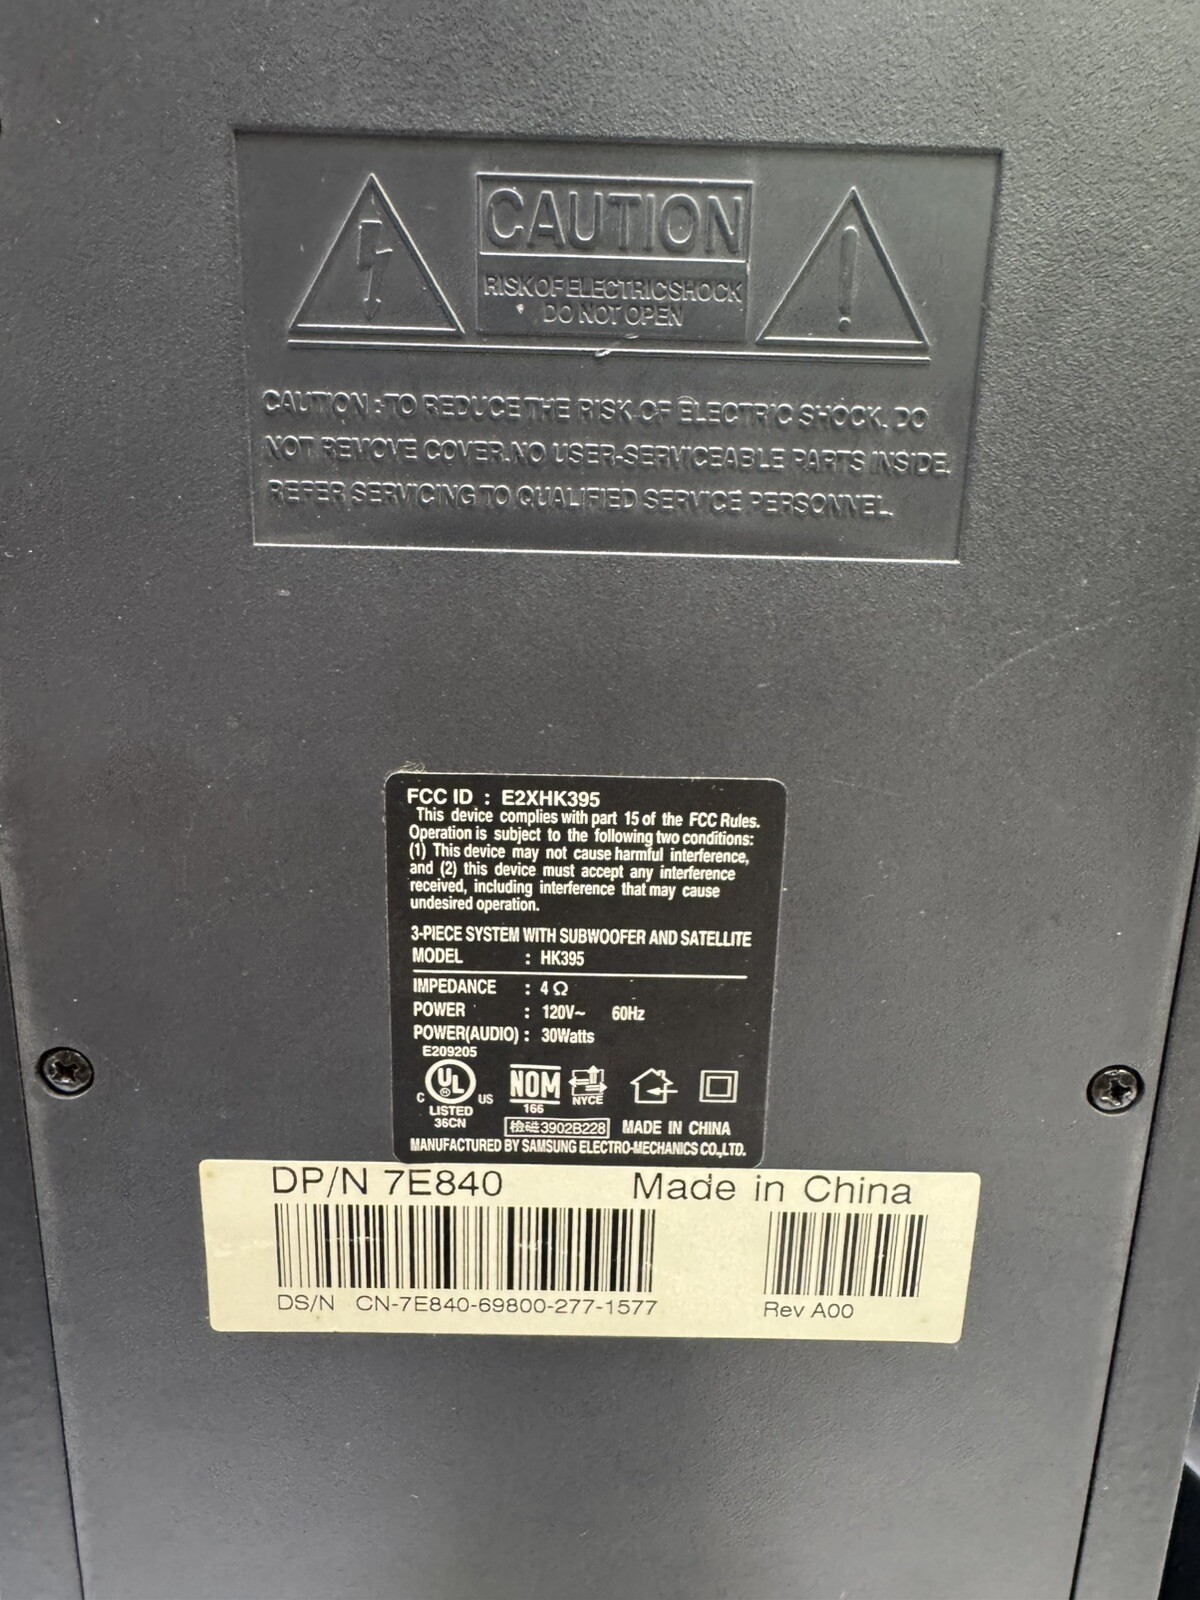 CAUTION
RISK OF ELECTRIC SHOCK
DO NOT OPEN
CAUTION : TO REDUCE THE RISK OF ELECTRIC SHOCK, DO
NOT REMOVE COVER. NO USER-SERVICEABLE PARTS INSIDE.
REFER SERVICING TO QUALIFIED SERVICE PERSONNEL.
FCC ID : E2XHK395
This device complies with part 15 of the FCC Rules.
Operation is subject to the following two conditions:
(1) This device may not cause harmful interference,
and (2) this device must accept any interference
received, including interference that may cause
undesired operation.
3-PIECE SYSTEM WITH SUBWOOFER AND SATELLITE
MODEL : HK395
IMPEDANCE : 4 Ω
POWER : 120V~ 60Hz
POWER(AUDIO) : 30Watts
E209205
C UL US
LISTED
36CN
NOM
166
NYCE
檢磁3902B228 MADE IN CHINA
MANUFACTURED BY SAMSUNG ELECTRO-MECHANICS CO.,LTD.
DP/N 7E840 Made in China
DS/N CN-7E840-69800-277-1577 Rev A00